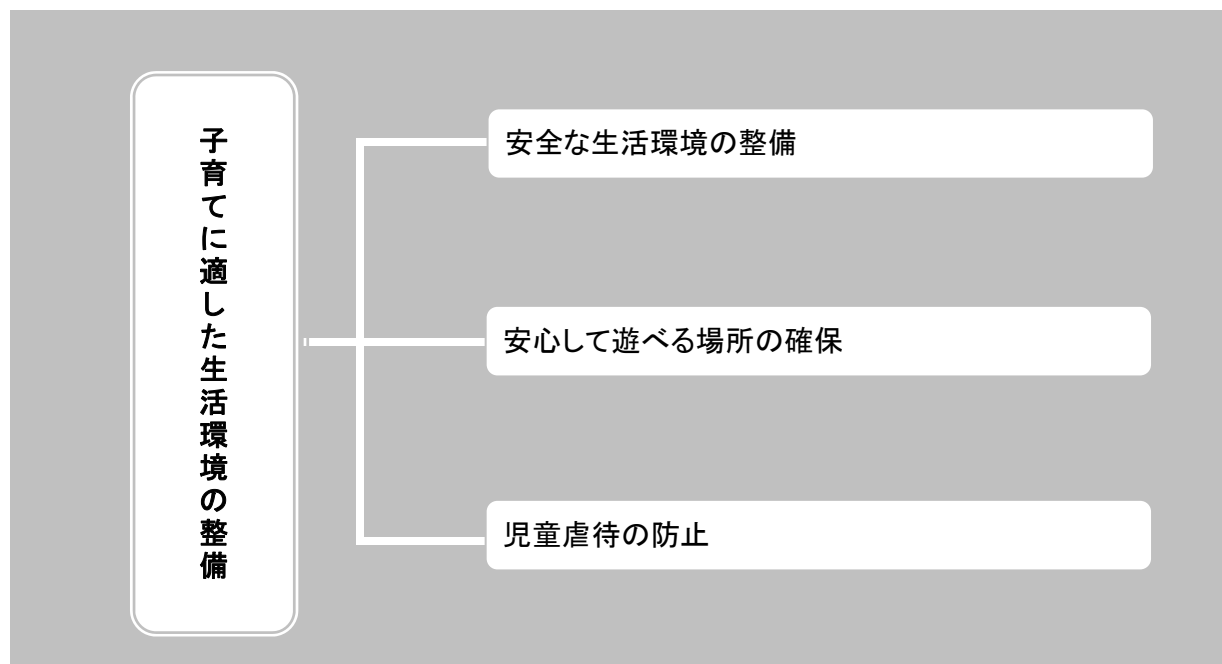 子育てに適した生活環境の整備
安全な生活環境の整備
安心して遊べる場所の確保
児童虐待の防止